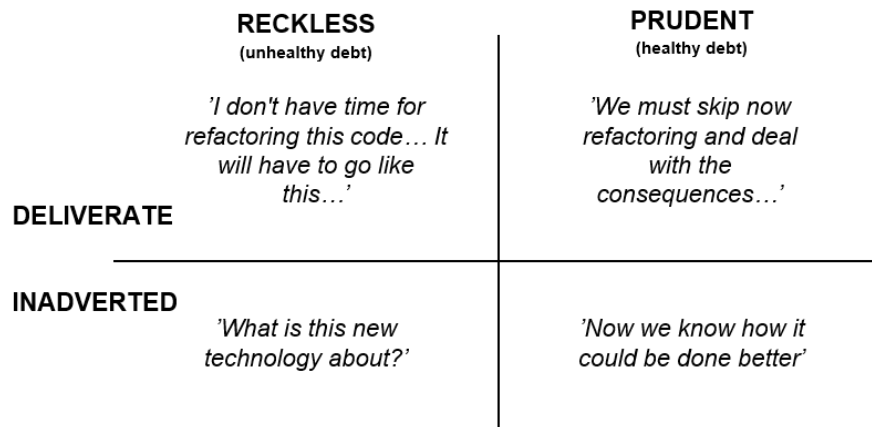 RECKLESS
(unhealthy debt)
PRUDENT
(healthy debt)
’I don't have time for
refactoring this code… It
will have to go like
this…’
’We must skip now
refactoring and deal
with the
consequences…’
DELIVERATE
INADVERTED
’What is this new
technology about?’
’Now we know how it
could be done better’